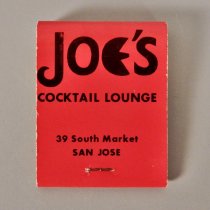 JOE'S
COCKTAIL LOUNGE
39 South Market
SAN JOSE